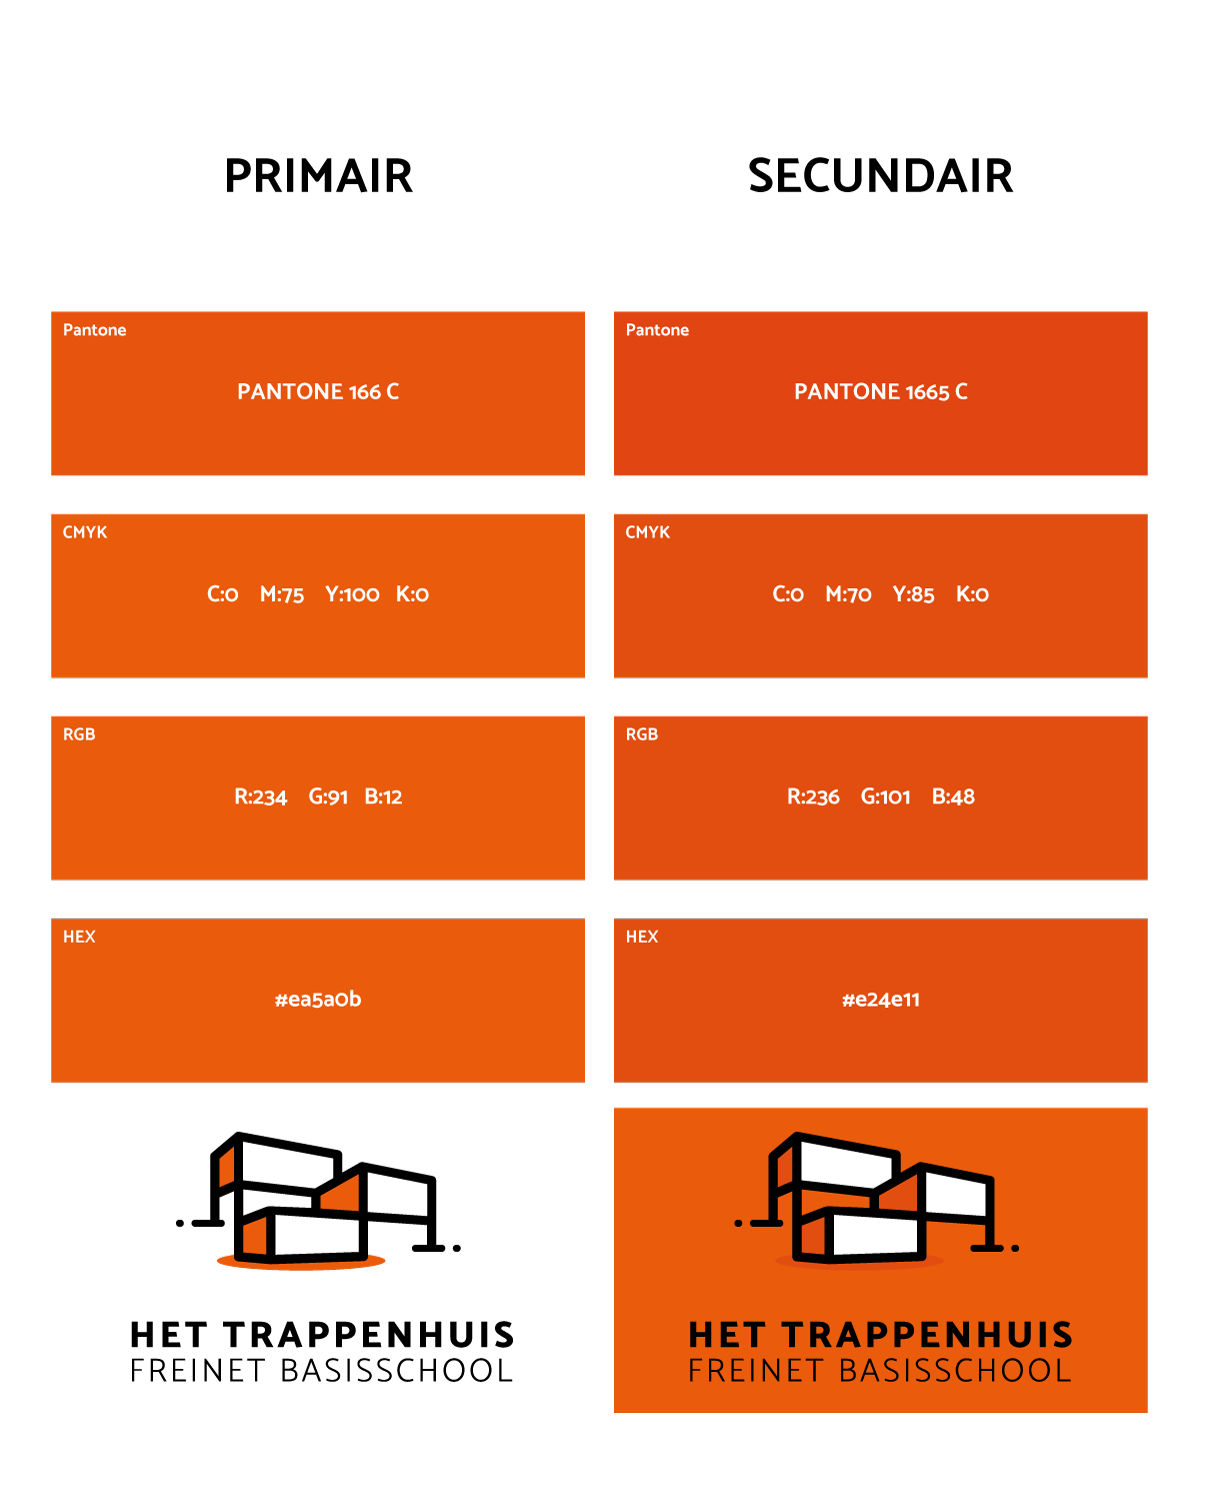 PRIMAIR
SECUNDAIR
Pantone
PANTONE 166 C
Pantone
PANTONE 1665 C
CMYK
C:0 M:75 Y:100 K:0
CMYK
C:0 M:70 Y:85 K:0
RGB
R:234 G:91 B:12
RGB
R:236 G:101 B:48
HEX
#ea5a0b
HEX
#e24e11
HET TRAPPENHUIS
FREINET BASISSCHOOL
HET TRAPPENHUIS
FREINET BASISSCHOOL